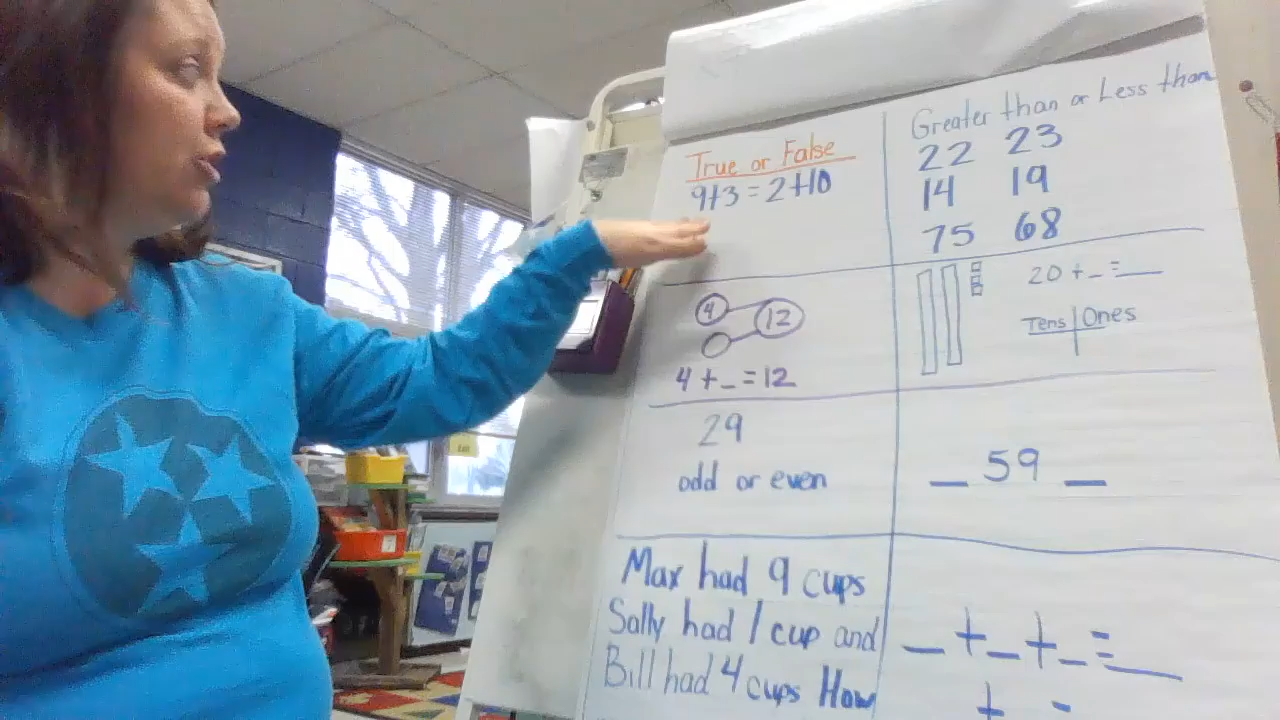 True or False
9+3 = 2+10
Greater than or Less than
22 23
14 19
75 68
4 12
4 + _ = 12
20 + _ = __
Tens | Ones
29
odd or even
_ 59 _
Max had 9 cups
Sally had 1 cup and
Bill had 4 cups How
_ + _ + _ = __
+ =